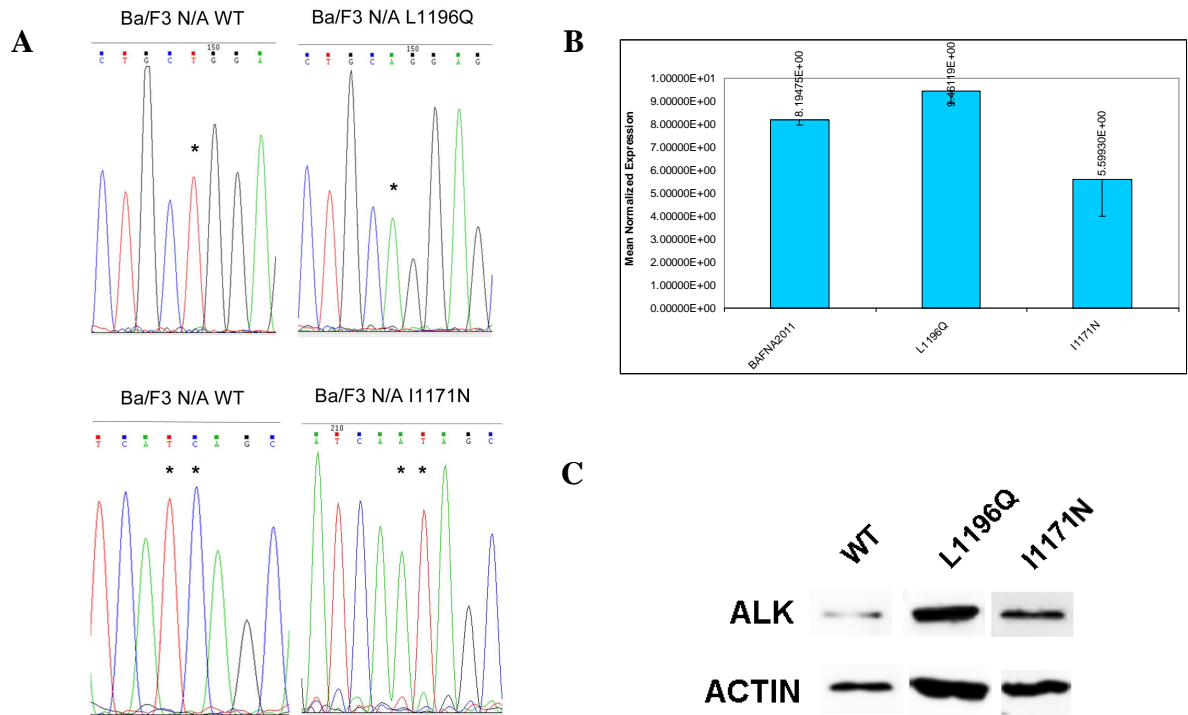 A
Ba/F3 N/A WT
Ba/F3 N/A L1196Q
150
C T G C T G G A
150
C T G C A G G A G
*
*
Ba/F3 N/A WT
Ba/F3 N/A I1171N
T C A T C A G C
210
A T C A A T A G C
* *
* *
B
Mean Normalized Expression
1.00000E+01
9.00000E+00
8.00000E+00
7.00000E+00
6.00000E+00
5.00000E+00
4.00000E+00
3.00000E+00
2.00000E+00
1.00000E+00
0.00000E+00
8.19475E+00
9.46119E+00
5.59930E+00
BAFNA2011
L1196Q
I1171N
C
WT
L1196Q
I1171N
ALK
ACTIN